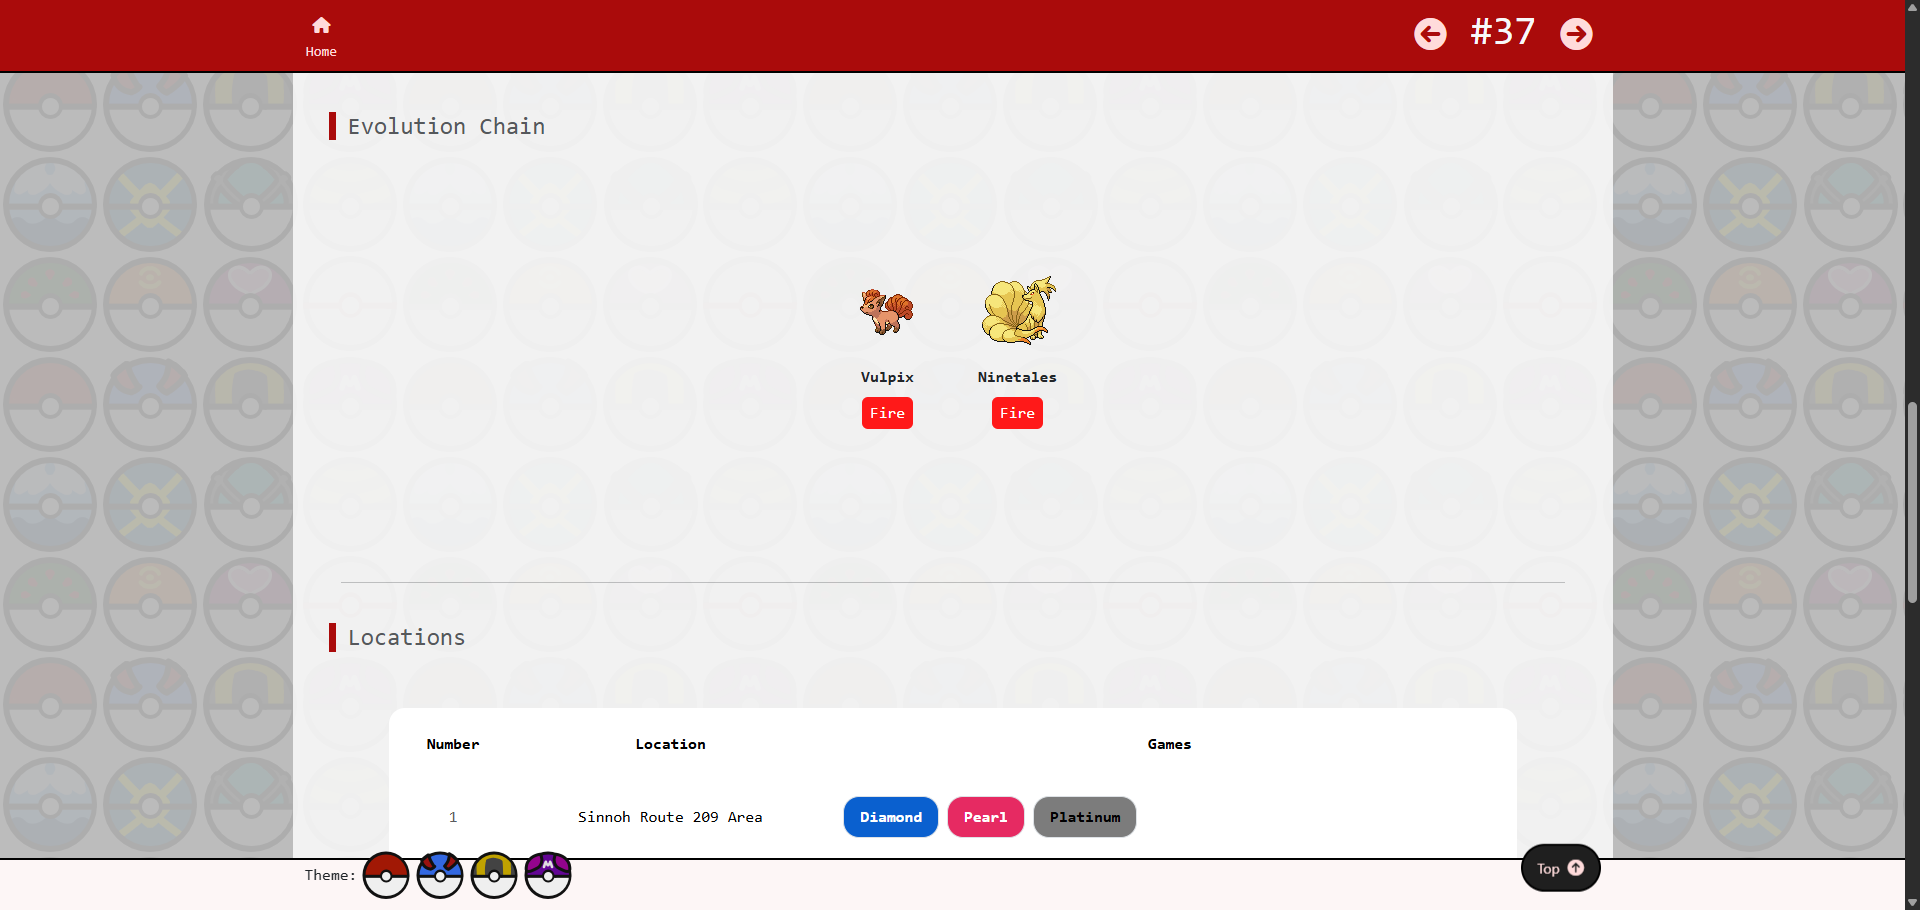 Home
#37
Evolution Chain
Vulpix Ninetales
Fire Fire
Locations
Number Location Games
1 Sinnoh Route 209 Area Diamond Pearl Platinum
Theme:
Top